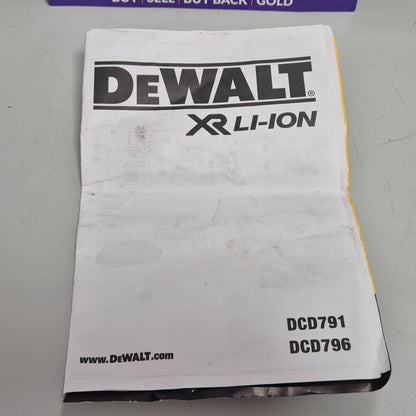 BUY | SELL | BUY BACK | GOLD
DEWALT®
XR LI-ION
DCD791
DCD796
www.DEWALT.com